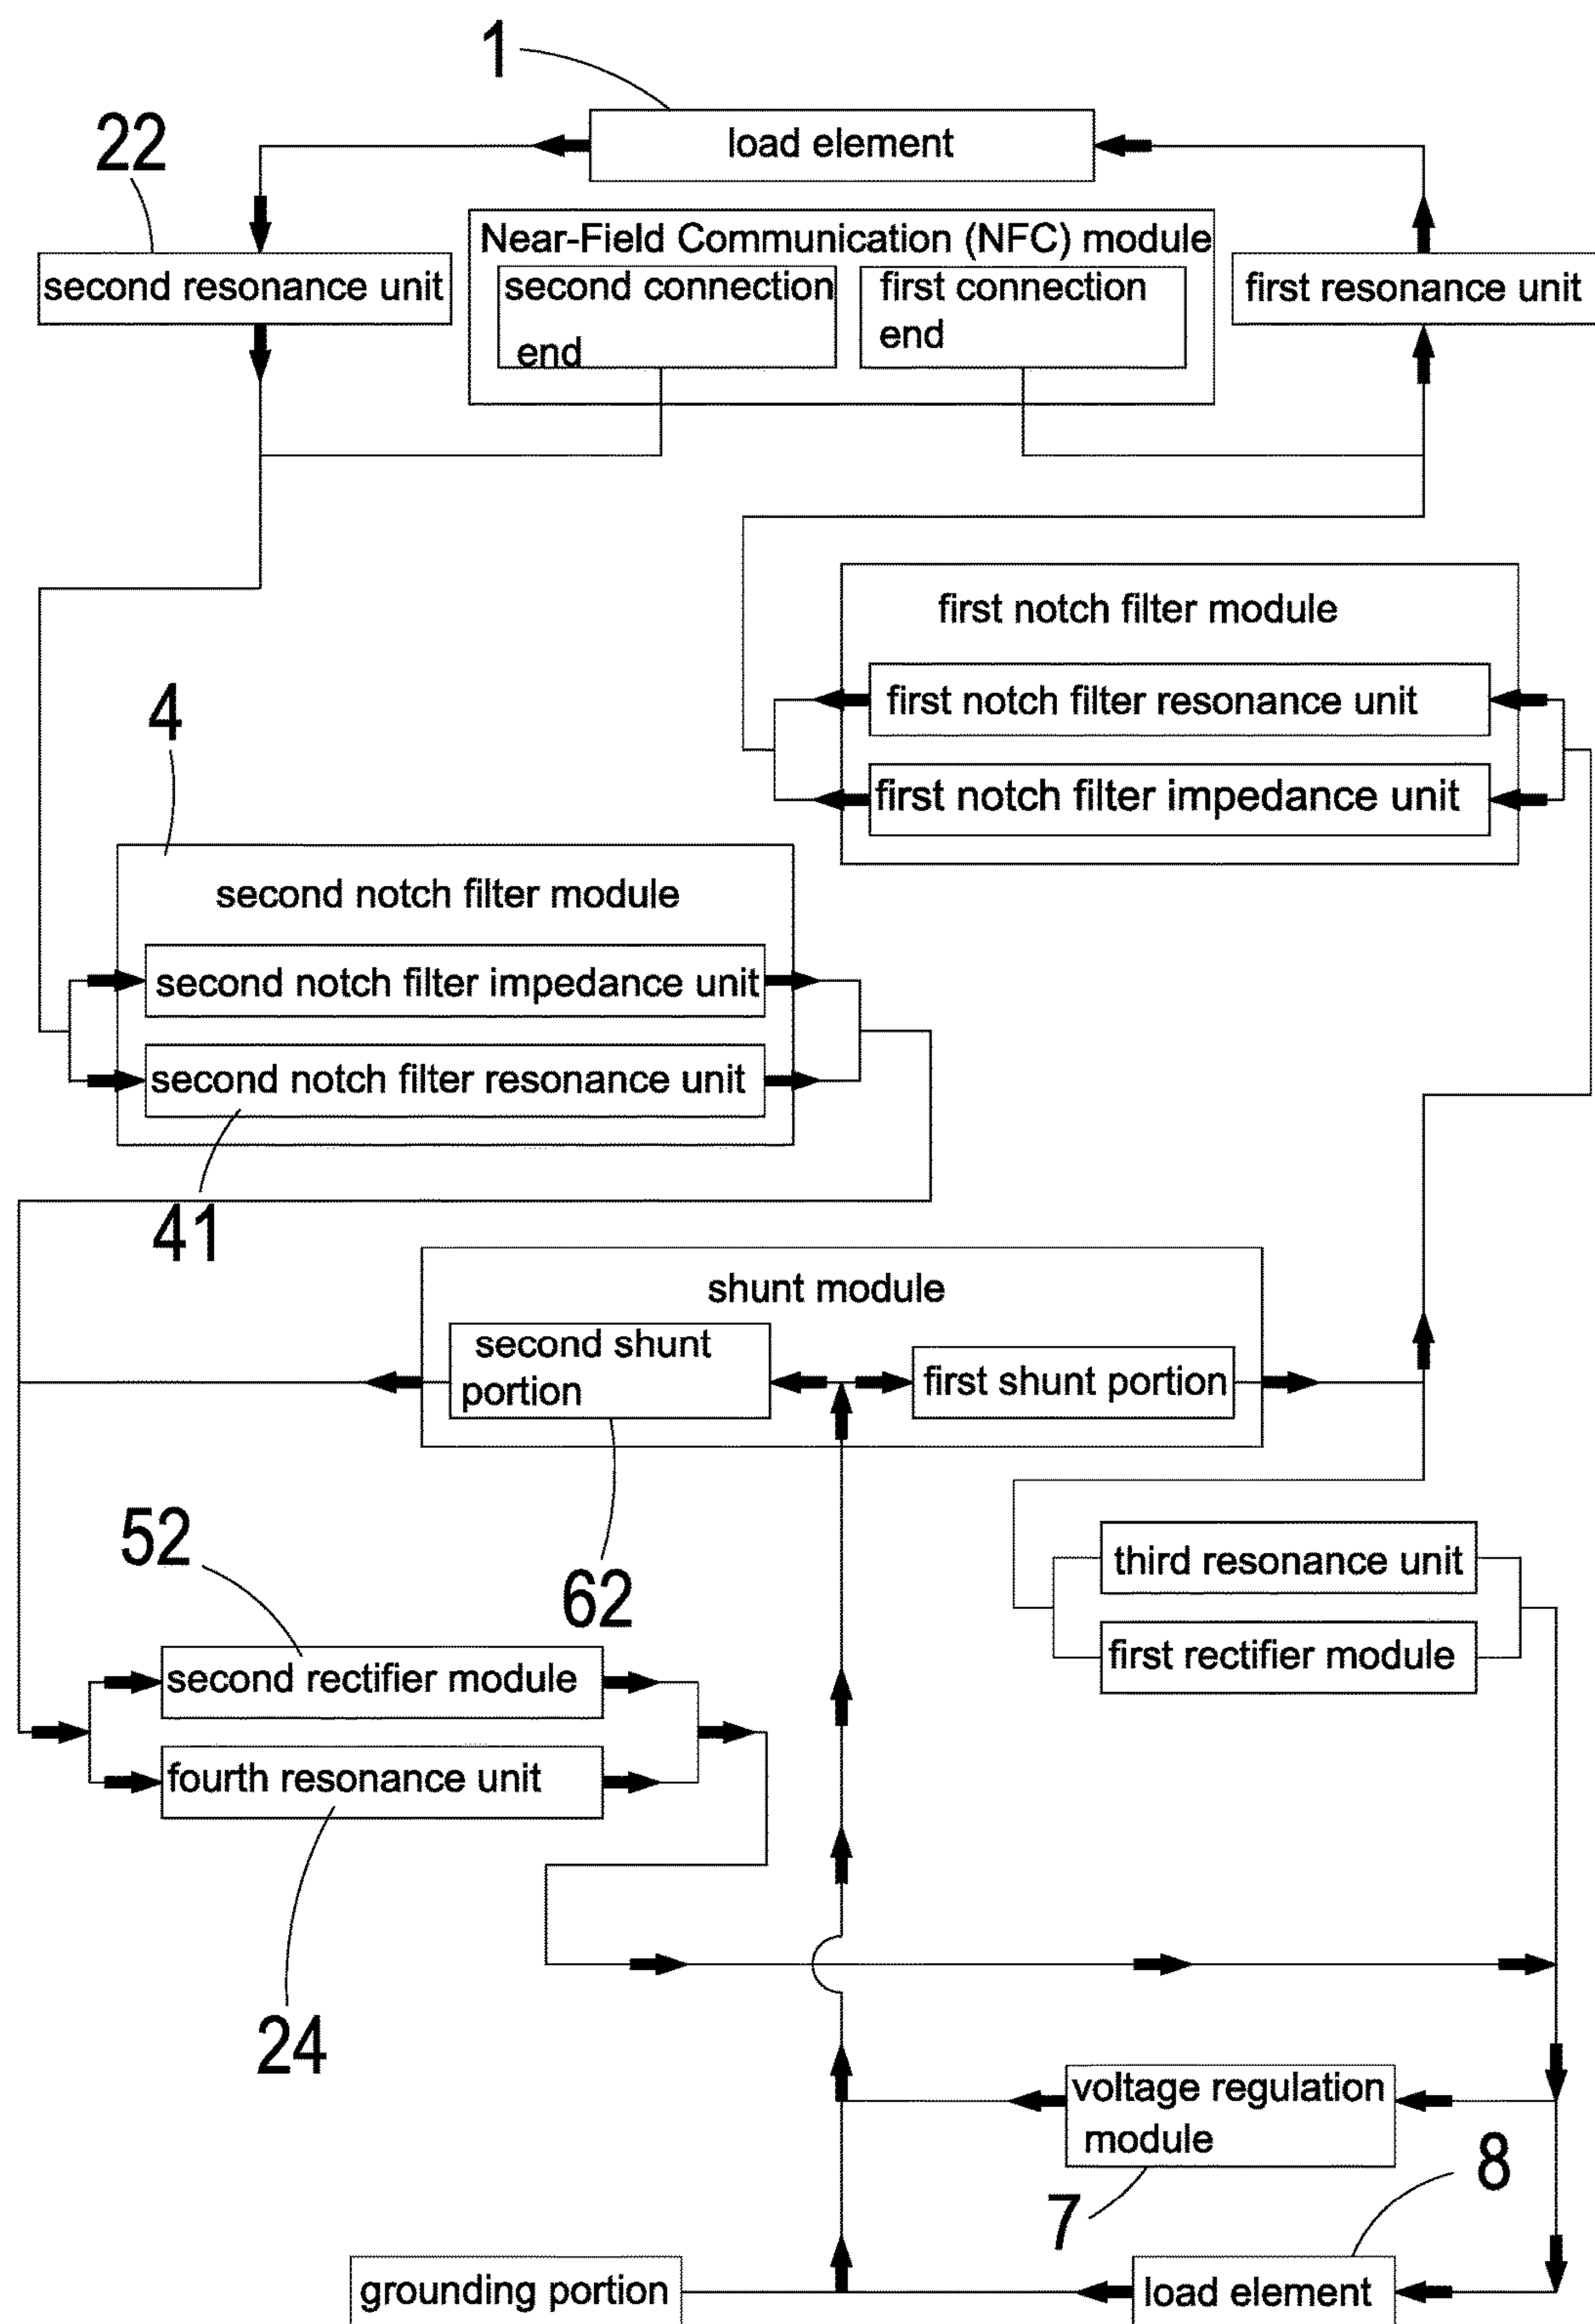 1
load element
22
Near-Field Communication (NFC) module
second resonance unit
second connection
end
first connection
end
first resonance unit
first notch filter module
first notch filter resonance unit
first notch filter impedance unit
4
second notch filter module
second notch filter impedance unit
second notch filter resonance unit
41
shunt module
second shunt
portion
first shunt portion
52
62
third resonance unit
first rectifier module
second rectifier module
fourth resonance unit
24
voltage regulation
module
7
8
grounding portion
load element